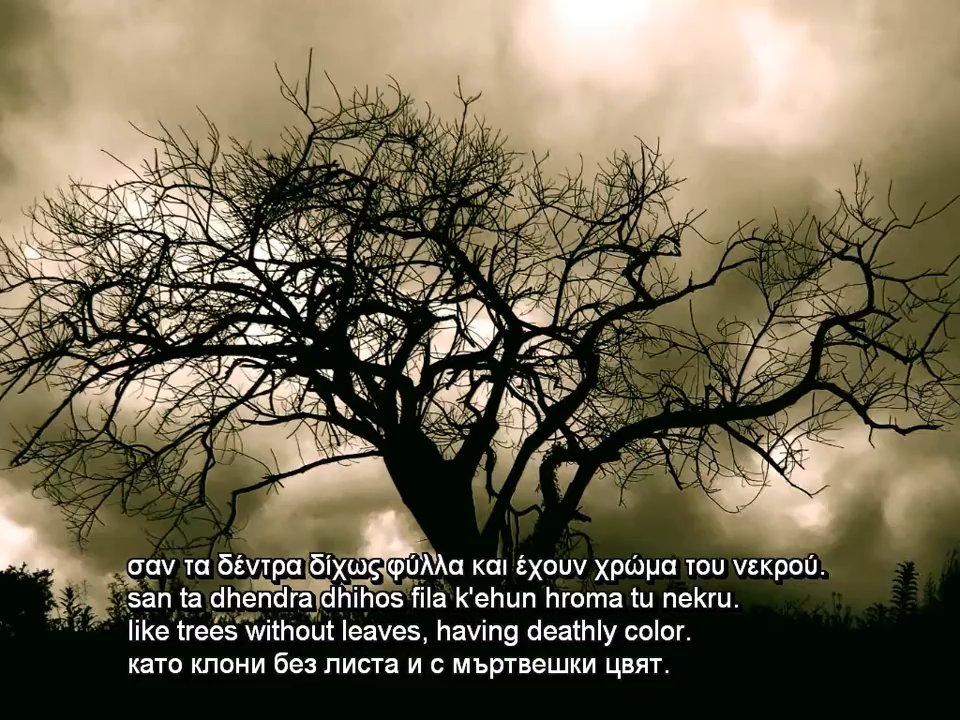 σαν τα δέντρα δίχως φύλλα και έχουν χρώμα του νεκρού.
san ta dhendra dhihos fila k'ehun hroma tu nekru.
like trees without leaves, having deathly color.
като клони без листа и с мъртвешки цвят.